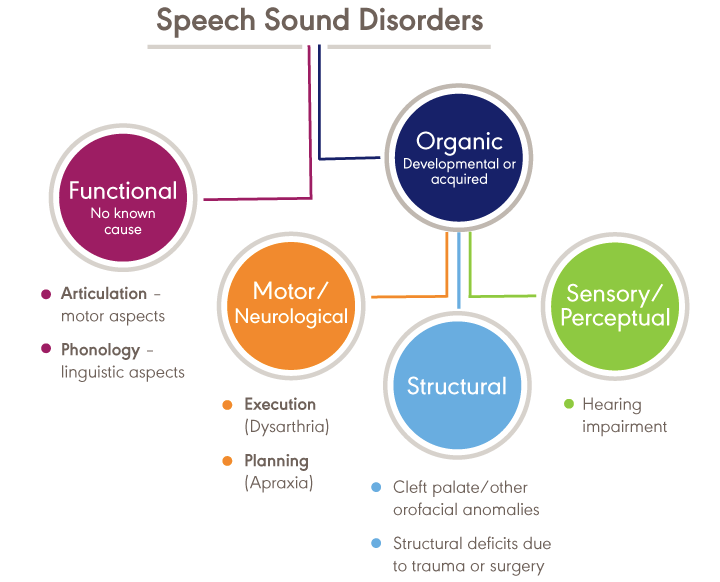 Speech Sound Disorders
Organic
Developmental or
acquired
Functional
No known
cause
Articulation –
motor aspects
Phonology –
linguistic aspects
Motor/
Neurological
Execution
(Dysarthria)
Planning
(Apraxia)
Structural
Cleft palate/other
orofacial anomalies
Structural deficits due
to trauma or surgery
Sensory/
Perceptual
Hearing
impairment